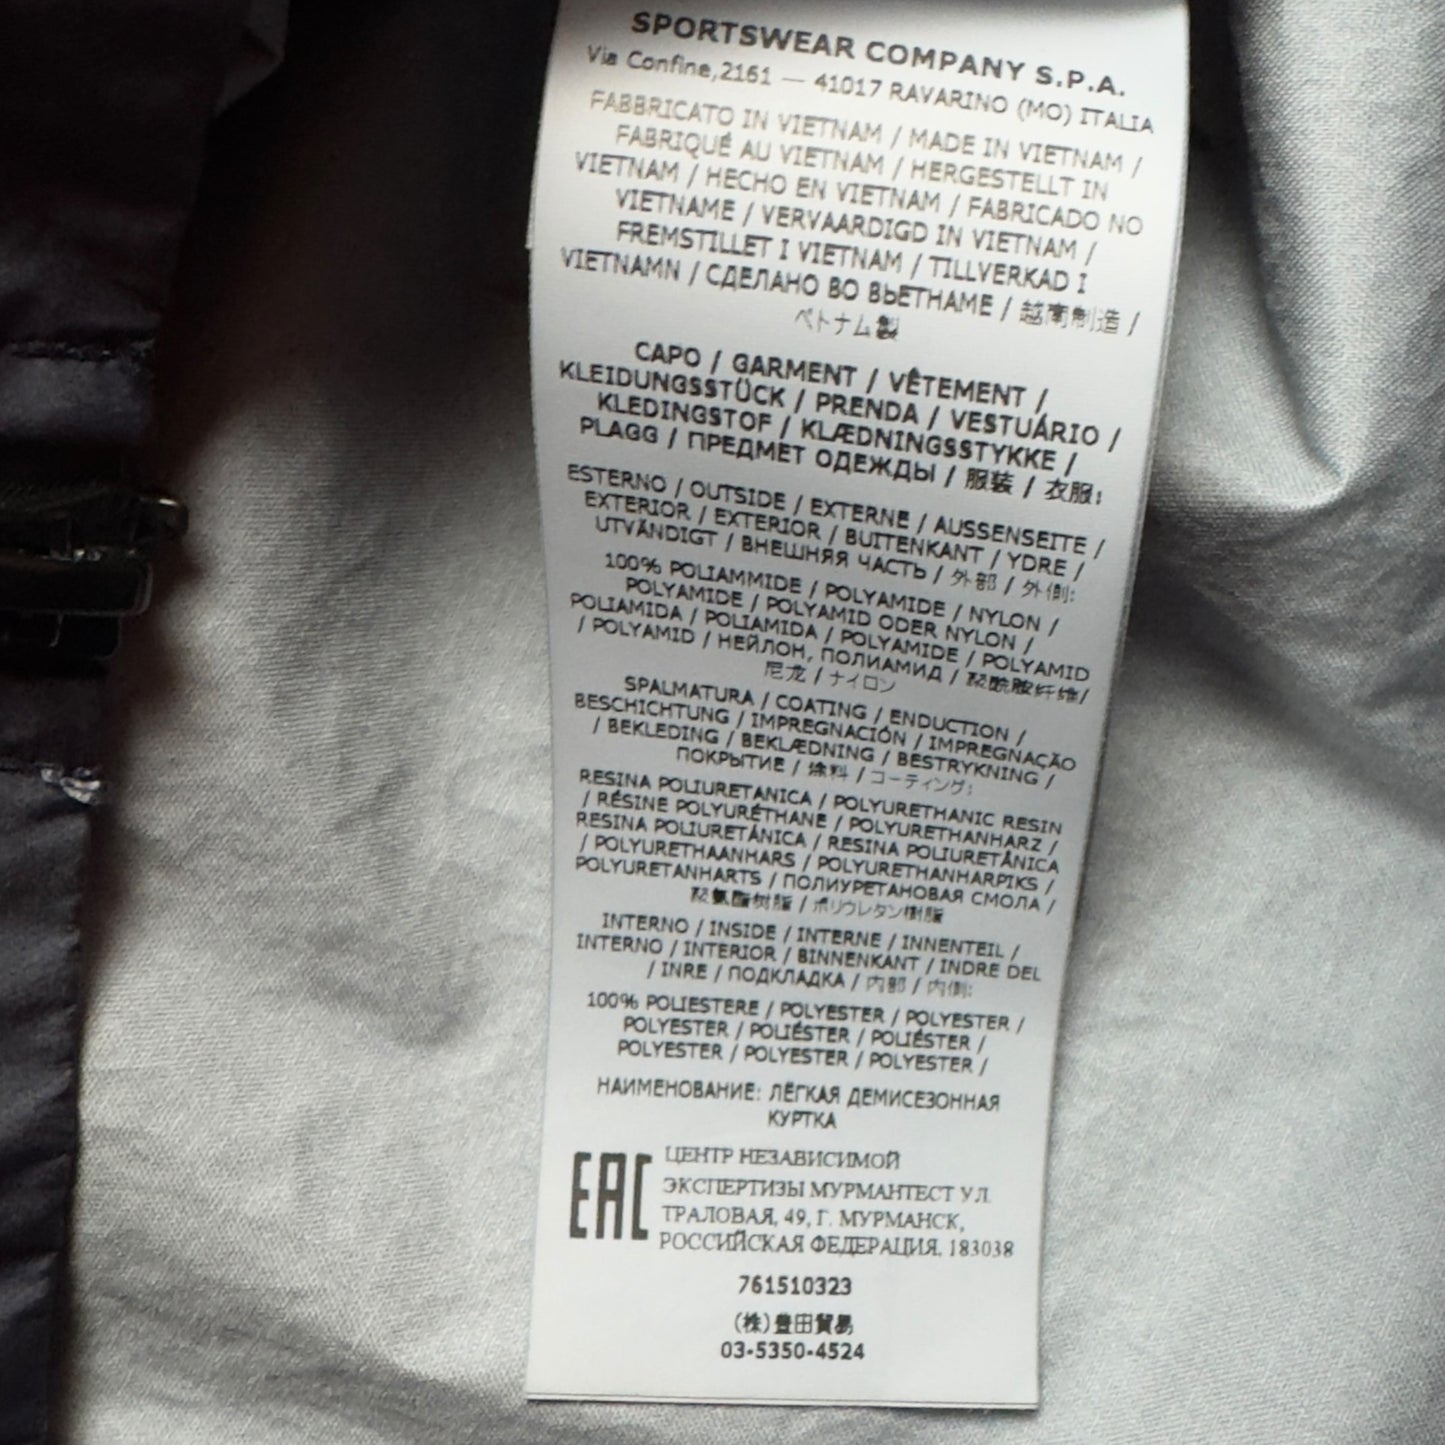 SPORTSWEAR COMPANY S.P.A.
Via Confine,2161 — 41017 RAVARINO (MO) ITALIA
FABBRICATO IN VIETNAM / MADE IN VIETNAM /
FABRIQUÉ AU VIETNAM / HERGESTELLT IN
VIETNAM / HECHO EN VIETNAM / FABRICADO NO
VIETNAME / VERVAARDIGD IN VIETNAM /
FREMSTILLET I VIETNAM / TILLVERKAD I
VIETNAMN / СДЕЛАНО ВО ВЬЕТНАМЕ / 越南制造 /
ベトナム製
CAPO / GARMENT / VÊTEMENT /
KLEIDUNGSSTÜCK / PRENDA / VESTUÁRIO /
KLEDINGSTOF / KLÆDNINGSSTYKKE /
PLAGG / ПРЕДМЕТ ОДЕЖДЫ / 服装 / 衣服:
ESTERNO / OUTSIDE / EXTERNE / AUSSENSEITE /
EXTERIOR / EXTERIOR / BUITENKANT / YDRE /
UTVÄNDIGT / ВНЕШНЯЯ ЧАСТЬ / 外部 / 外側:
100% POLIAMMIDE / POLYAMIDE / NYLON /
POLYAMIDE / POLYAMID ODER NYLON /
POLIAMIDA / POLIAMIDA / POLYAMIDE / POLYAMID
/ POLYAMID / НЕЙЛОН, ПОЛИАМИД / 聚酰胺纤维/
尼龙 / ナイロン
SPALMATURA / COATING / ENDUCTION /
BESCHICHTUNG / IMPREGNACIÓN / IMPREGNAÇÃO
/ BEKLEDING / BEKLÆDNING / BESTRYKNING /
ПОКРЫТИЕ / 涂料 / コーティング:
RESINA POLIURETANICA / POLYURETHANIC RESIN
/ RÉSINE POLYURÉTHANE / POLYURETHANHARZ /
RESINA POLIURETÂNICA / RESINA POLIURETÂNICA
/ POLYURETHAANHARS / POLYURETHANHARPIKS /
POLYURETANHARTS / ПОЛИУРЕТАНОВАЯ СМОЛА /
聚氨酯树脂 / ポリウレタン樹脂
INTERNO / INSIDE / INTERNE / INNENTEIL /
INTERNO / INTERIOR / BINNENKANT / INDRE DEL
/ INRE / ПОДКЛАДКА / 内部 / 内側:
100% POLIESTERE / POLYESTER / POLYESTER /
POLYESTER / POLIÉSTER / POLIÉSTER /
POLYESTER / POLYESTER / POLYESTER /
НАИМЕНОВАНИЕ: ЛЁГКАЯ ДЕМИСЕЗОННАЯ
КУРТКА
EAC
ЦЕНТР НЕЗАВИСИМОЙ
ЭКСПЕРТИЗЫ МУРМАНТЕСТ УЛ.
ТРАЛОВАЯ, 49, Г. МУРМАНСК,
РОССИЙСКАЯ ФЕДЕРАЦИЯ, 183038
761510323
(株)豊田貿易
03-5350-4524